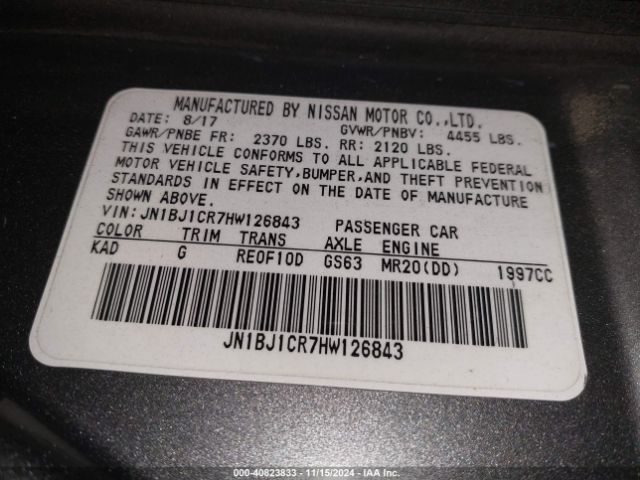 MANUFACTURED BY NISSAN MOTOR CO.,LTD.
DATE: 8/17 GVWR/PNBV: 4455 LBS.
GAWR/PNBE FR: 2370 LBS. RR: 2120 LBS.
THIS VEHICLE CONFORMS TO ALL APPLICABLE FEDERAL
MOTOR VEHICLE SAFETY,BUMPER,AND THEFT PREVENTION
STANDARDS IN EFFECT ON THE DATE OF MANUFACTURE
SHOWN ABOVE.
VIN:JN1BJ1CR7HW126843 PASSENGER CAR
COLOR TRIM TRANS AXLE ENGINE
KAD G RE0F10D GS63 MR20(DD) 1997CC
JN1BJ1CR7HW126843
000-40823833 - 11/15/2024 - IAA Inc.